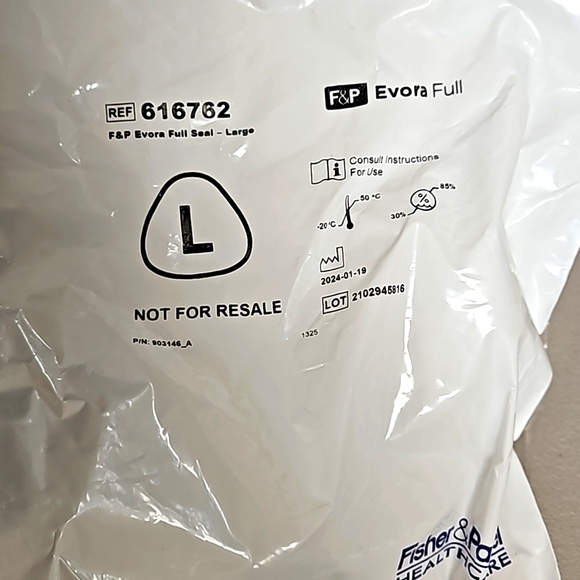 F&P Evora Full
REF 616762
F&P Evora Full Seal – Large
Consult Instructions
For Use
L
50 °C
-20 °C
85%
%
30%
2024-01-19
LOT 2102945816
NOT FOR RESALE
1325
P/N: 903146_A
Fisher &
HEALTHCARE